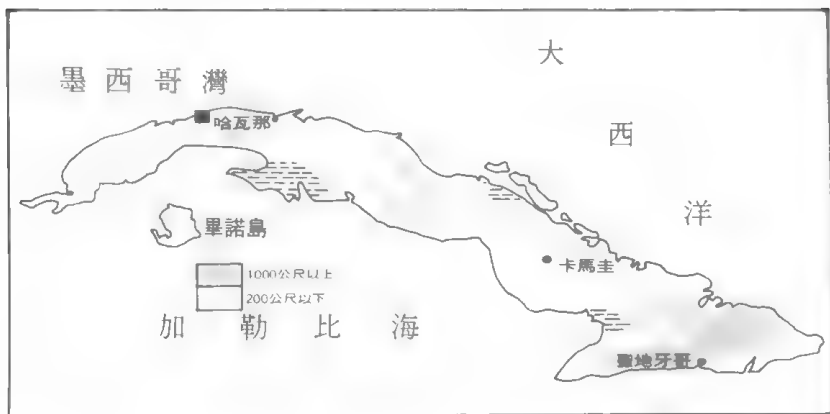 大
西
洋
墨西哥灣
哈瓦那
畢諾島
1000公尺以上
200公尺以下
卡馬圭
加勒比海
聖地牙哥